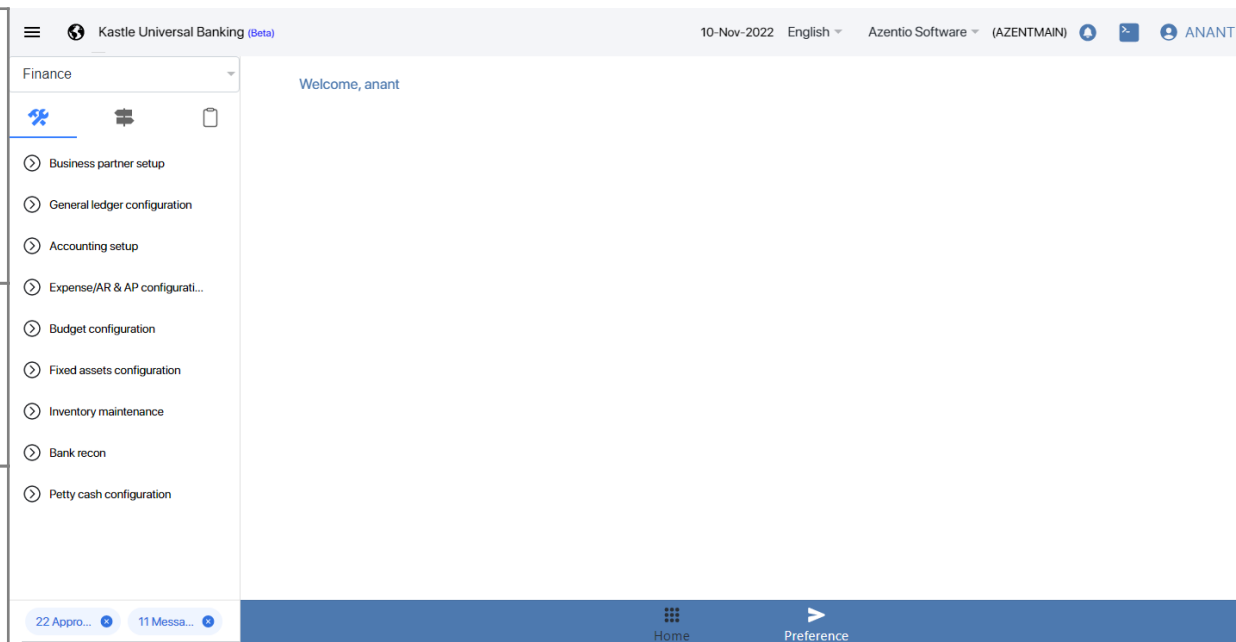 Kastle Universal Banking (Beta)
10-Nov-2022 English Azentio Software (AZENTMAIN) ANANT
Finance
Welcome, anant
Business partner setup
General ledger configuration
Accounting setup
Expense/AR & AP configurati...
Budget configuration
Fixed assets configuration
Inventory maintenance
Bank recon
Petty cash configuration
22 Appro... 11 Messa...
Home Preference